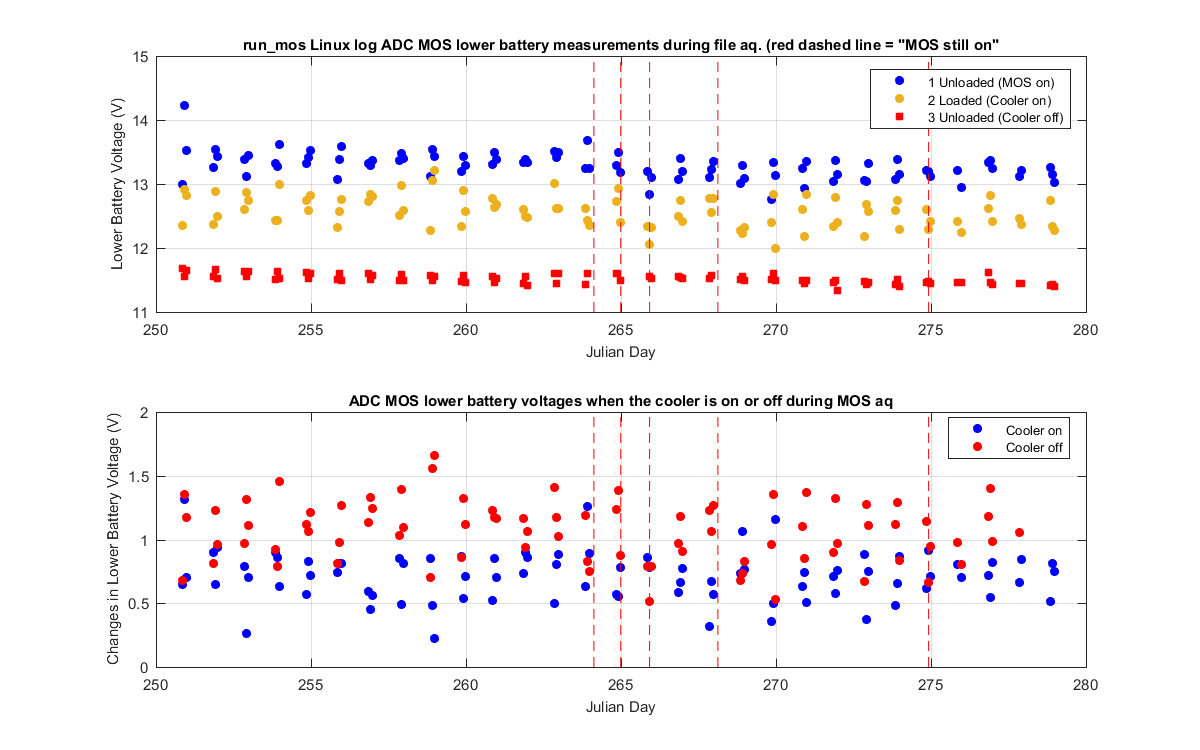 run_mos Linux log ADC MOS lower battery measurements during file aq. (red dashed line = "MOS still on"
15
14
13
12
11
Lower Battery Voltage (V)
1 Unloaded (MOS on)
2 Loaded (Cooler on)
3 Unloaded (Cooler off)
250 255 260 265 270 275 280
Julian Day
ADC MOS lower battery voltages when the cooler is on or off during MOS aq
2
1.5
1
0.5
0
Changes in Lower Battery Voltage (V)
Cooler on
Cooler off
250 255 260 265 270 275 280
Julian Day